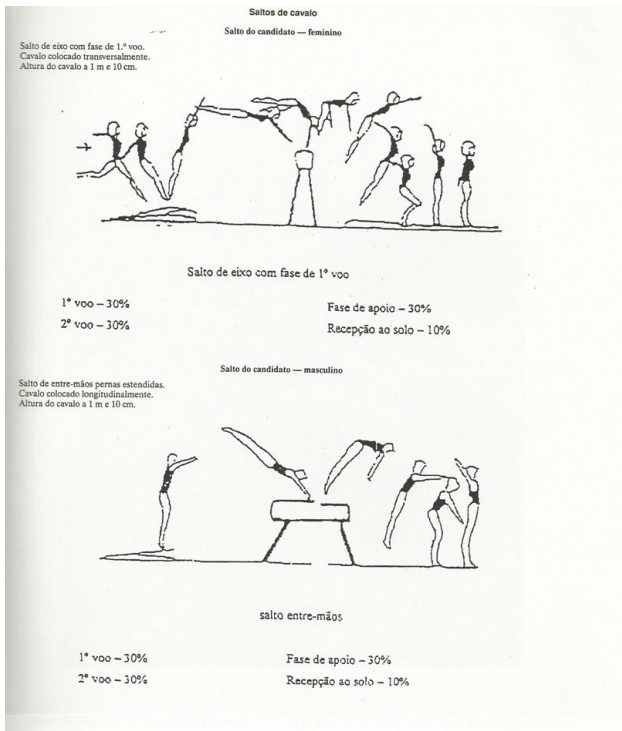 Saltos de cavalo
Salto do candidato — feminino
Salto de eixo com fase de 1.º voo.
Cavalo colocado transversalmente.
Altura do cavalo a 1 m e 10 cm.
Salto de eixo com fase de 1º voo
1º voo – 30%
2º voo – 30%
Fase de apoio – 30%
Recepção ao solo – 10%
Salto do candidato — masculino
Salto de entre-mãos pernas estendidas.
Cavalo colocado longitudinalmente.
Altura do cavalo a 1 m e 10 cm.
salto entre-mãos
1º voo – 30%
2º voo – 30%
Fase de apoio – 30%
Recepção ao solo – 10%